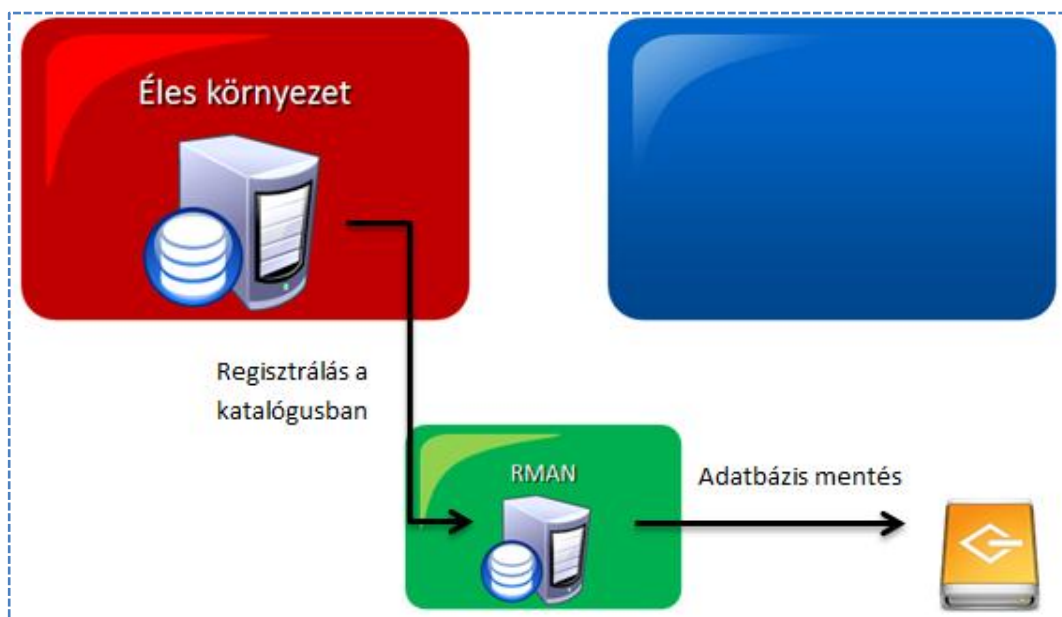 Éles környezet
Regisztrálás a
katalógusban
RMAN
Adatbázis mentés